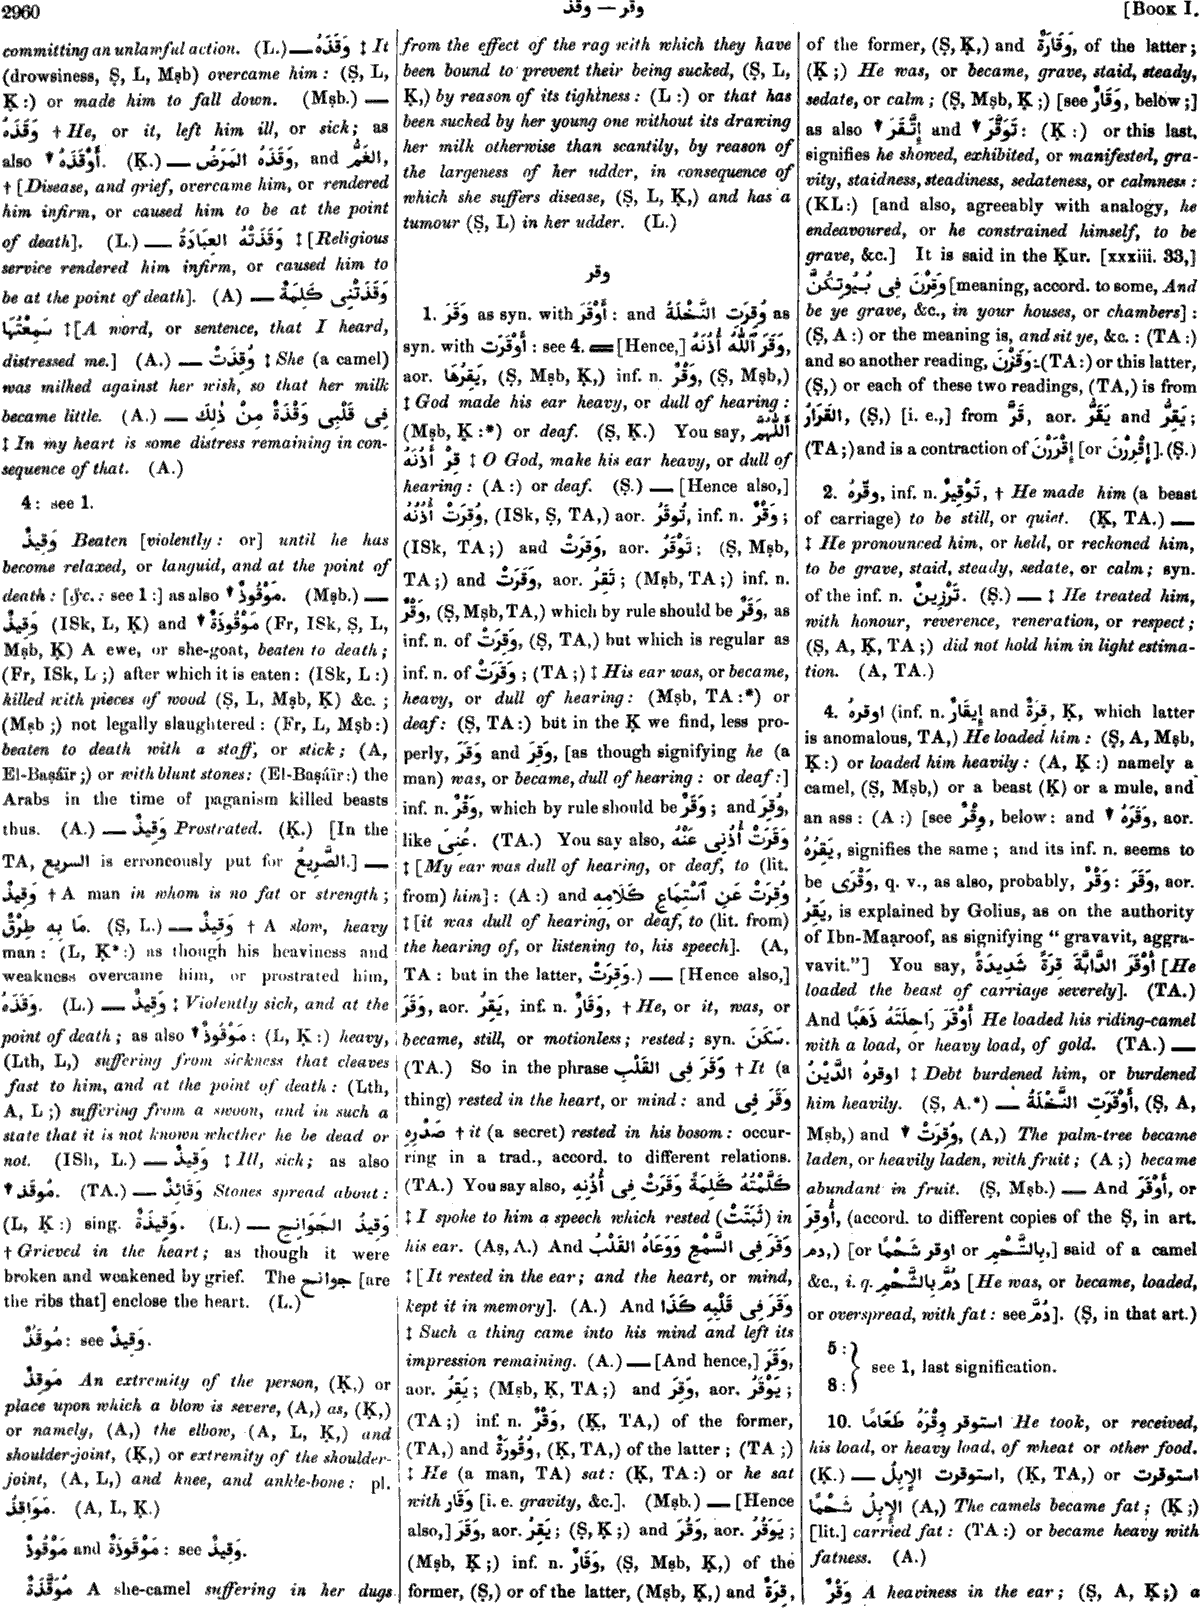 2960
وقذ — وقر
[BOOK I.
committing an unlawful action. (L.) — وَقَذَهُ ‡ It
(drowsiness, Ṣ, L, Mṣb) overcame him: (Ṣ, L,
Ḳ:) or made him to fall down. (Mṣb.) —
وَقَذَهُ † He, or it, left him ill, or sick; as
also ▼ أَوْقَذَهُ. (Ḳ.) — وَقَذَهُ المَرَضُ, and الغَمُّ,
† [Disease, and grief, overcame him, or rendered
him infirm, or caused him to be at the point
of death]. (L.) — وَقَذَتْهُ العِبَادَةُ ‡ [Religious
service rendered him infirm, or caused him to
be at the point of death]. (A) — وَقَذَتْنِى كَلِمَةٌ
سَمِعْتُهَا ‡ [A word, or sentence, that I heard,
distressed me.] (A.) — وُقِذَتْ ‡ She (a camel)
was milked against her wish, so that her milk
became little. (A.) — فِى قَلْبِى وَقْذَةٌ مِنْ ذٰلِكَ
‡ In my heart is some distress remaining in con-
sequence of that. (A.)
4: see 1.
وَقِيذٌ Beaten [violently: or] until he has
become relaxed, or languid, and at the point of
death: [&c.: see 1:] as also ▼ مَوْقُوذٌ. (Mṣb.) —
وَقِيذٌ (ISk, L, Ḳ) and ▼ مَوْقُوذَةٌ (Fr, ISk, Ṣ, L,
Mṣb, Ḳ) A ewe, or she-goat, beaten to death;
(Fr, ISk, L;) after which it is eaten: (ISk, L:)
killed with pieces of wood (Ṣ, L, Mṣb, Ḳ) &c.;
(Mṣb;) not legally slaughtered: (Fr, L, Mṣb:)
beaten to death with a staff, or stick; (A,
El-Baṣáïr;) or with blunt stones: (El-Baṣáïr:) the
Arabs in the time of paganism killed beasts
thus. (A.) — وَقِيذٌ Prostrated. (Ḳ.) [In the
TA, السريع is erroneously put for الصَّرِيعُ.] —
وَقِيذٌ † A man in whom is no fat or strength;
مَا بِهِ طِرْقٌ. (Ṣ, L.) — وَقِيذٌ † A slow, heavy
man: (L, Ḳ*:) as though his heaviness and
weakness overcame him, or prostrated him,
وَقَذَهُ. (L.) — وَقِيذٌ ‡ Violently sick, and at the
point of death; as also ▼ مَوْقُوذٌ: (L, Ḳ:) heavy,
(Lth, L,) suffering from sickness that cleaves
fast to him, and at the point of death: (Lth,
A, L;) suffering from a swoon, and in such a
state that it is not known whether he be dead or
not. (ISh, L.) — وَقِيذٌ ‡ Ill, sick; as also
▼ مُوقَذٌ. (TA.) — وَقَائِذُ Stones spread about:
(L, Ḳ:) sing. وَقِيذَةٌ. (L.) — وَقِيذُ الجَوَانِحِ
† Grieved in the heart; as though it were
broken and weakened by grief. The جوانح [are
the ribs that] enclose the heart. (L.)
مُوقَذٌ: see وَقِيذٌ.
مَوْقِذٌ An extremity of the person, (Ḳ,) or
place upon which a blow is severe, (A,) as, (Ḳ,)
or namely, (A,) the elbow, (A, L, Ḳ,) and
shoulder-joint, (Ḳ,) or extremity of the shoulder-
joint, (A, L,) and knee, and ankle-bone: pl.
مَوَاقِذُ. (A, L, Ḳ.)
مَوْقُوذٌ and مَوْقُوذَةٌ: see وَقِيذٌ.
مُوَقَّذَةٌ A she-camel suffering in her dugs
from the effect of the rag with which they have
been bound to prevent their being sucked, (Ṣ, L,
Ḳ,) by reason of its tightness: (L:) or that has
been sucked by her young one without its drawing
her milk otherwise than scantily, by reason of
the largeness of her udder, in consequence of
which she suffers disease, (Ṣ, L, Ḳ,) and has a
tumour (Ṣ, L) in her udder. (L.)
وقر
1. وَقَرَ as syn. with أَوْقَرَ: and وُقِرَتِ النَّخْلَةُ as
syn. with أُوْقَرَتْ: see 4. ═ [Hence,] وَقَرَ ٱللّٰهُ أُذُنَهُ,
aor. يَقِرُهَا, (Ṣ, Mṣb, Ḳ,) inf. n. وَقْرٌ, (Ṣ, Mṣb,)
‡ God made his ear heavy, or dull of hearing:
(Mṣb, Ḳ:*) or deaf. (Ṣ, Ḳ.) You say, أَللّٰهُمَّ
قِرْ أُذُنَهُ ‡ O God, make his ear heavy, or dull of
hearing: (A:) or deaf. (Ṣ.) — [Hence also,]
وُقِرَتْ أُذُنُهُ, (ISk, Ṣ, TA,) aor. تُوقَرُ, inf. n. وَقْرٌ;
(ISk, TA;) and وَقِرَتْ, aor. تَوْقَرُ; (Ṣ, Mṣb,
TA;) and وَقَرَتْ, aor. تَقِرُ; (Mṣb, TA;) inf. n.
وَقْرٌ, (Ṣ, Mṣb, TA,) which by rule should be وَقَرٌ, as
inf. n. of وَقِرَتْ, (Ṣ, TA,) but which is regular as
inf. n. of وَقَرَتْ; (TA;) ‡ His ear was, or became,
heavy, or dull of hearing: (Mṣb, TA:*) or
deaf: (Ṣ, TA:) but in the Ḳ we find, less pro-
perly, وَقَرَ and وَقِرَ, [as though signifying he (a
man) was, or became, dull of hearing: or deaf:]
inf. n. وَقْرٌ, which by rule should be وَقَرٌ; and وُقِرَ,
like عُنِىَ. (TA.) You say also, وَقَرَتْ أُذُنِى عَنْهُ
‡ [My ear was dull of hearing, or deaf, to (lit.
from) him]: (A:) and وُقِرَتْ عَنِ ٱسْتِمَاعِ كَلَامِهِ
‡ [it was dull of hearing, or deaf, to (lit. from)
the hearing of, or listening to, his speech]. (A,
TA: but in the latter, وَقِرَتْ.) — [Hence also,]
وَقَرَ, aor. يَقِرُ, inf. n. وَقَارٌ, † He, or it, was, or
became, still, or motionless; rested; syn. سَكَنَ.
(TA.) So in the phrase وَقَرَ فِى القَلْبِ † It (a
thing) rested in the heart, or mind: and وَقَرَ فِى
صَدْرِهِ † it (a secret) rested in his bosom: occur-
ring in a trad., accord. to different relations.
(TA.) You say also, كَلَّمْتُهُ كَلِمَةً وَقَرَتْ فِى أُذُنِهِ
‡ I spoke to him a speech which rested (ثَبَتَتْ) in
his ear. (Aṣ, A.) And وَقَرَ فِى السَّمْعِ وَوَعَاهُ القَلْبُ
‡ [It rested in the ear; and the heart, or mind,
kept it in memory]. (A.) And وَقَرَ فِى قَلْبِهِ كَذَا
‡ Such a thing came into his mind and left its
impression remaining. (A.) — [And hence,] وَقَرَ,
aor. يَقِرُ; (Mṣb, Ḳ, TA;) and وَقِرَ, aor. يَوْقَرُ;
(TA;) inf. n. وَقْرٌ, (Ḳ, TA,) of the former,
(TA,) and وُقُورَةٌ, (Ḳ, TA,) of the latter; (TA;)
‡ He (a man, TA) sat: (Ḳ, TA:) or he sat
with وَقَار [i. e. gravity, &c.]. (Mṣb.) — [Hence
also,] وَقَرَ, aor. يَقِرُ; (Ṣ, Ḳ;) and وَقُرَ, aor. يَوْقُرُ;
(Mṣb, Ḳ;) inf. n. وَقَارٌ, (Ṣ, Mṣb, Ḳ,) of the
former, (Ṣ,) or of the latter, (Mṣb, Ḳ,) and قِرَةٌ,
of the former, (Ṣ, Ḳ,) and وَقَارَةٌ, of the latter;
(Ḳ;) He was, or became, grave, staid, steady,
sedate, or calm; (Ṣ, Mṣb, Ḳ;) [see وَقَارٌ, below;]
as also ▼ إِتَّقَرَ and ▼ تَوَقَّرَ: (Ḳ:) or this last,
signifies he showed, exhibited, or manifested, gra-
vity, staidness, steadiness, sedateness, or calmness:
(KL:) [and also, agreeably with analogy, he
endeavoured, or he constrained himself, to be
grave, &c.] It is said in the Ḳur. [xxxiii. 33,]
وَقِرْنَ فِى بُيُوتِكُنَّ [meaning, accord. to some, And
be ye grave, &c., in your houses, or chambers]:
(Ṣ, A:) or the meaning is, and sit ye, &c.: (TA:)
and so another reading, وَقَرْنَ: (TA:) or this latter,
(Ṣ,) or each of these two readings, (TA,) is from
القَرَارُ, (Ṣ,) [i. e.,] from قَرَّ, aor. يَقَرُّ and يَقِرُّ;
(TA;) and is a contraction of إِقْرَرْنَ [or إِقْرِرْنَ]. (Ṣ.)
2. وقّرهُ, inf. n. تَوْقِيرٌ, † He made him (a beast
of carriage) to be still, or quiet. (Ḳ, TA.) —
‡ He pronounced him, or held, or reckoned him,
to be grave, staid, steady, sedate, or calm; syn.
of the inf. n. تَرْزِينٌ. (Ṣ.) — ‡ He treated him,
with honour, reverence, veneration, or respect;
(Ṣ, A, Ḳ, TA;) did not hold him in light estima-
tion. (A, TA.)
4. اوقرهُ (inf. n. إِيقَارٌ and قِرَةٌ, Ḳ, which latter
is anomalous, TA,) He loaded him: (Ṣ, A, Mṣb,
Ḳ:) or loaded him heavily: (A, Ḳ:) namely a
camel, (Ṣ, Mṣb,) or a beast (Ḳ) or a mule, and
an ass: (A:) [see وِقْرٌ, below: and ▼ وَقَرَهُ, aor.
يَقِرُهُ, signifies the same; and its inf. n. seems to
be وَقْرَى, q. v., as also, probably, وَقْرٌ: وَقَرَ, aor.
يَقِرُ, is explained by Golius, as on the authority
of Ibn-Maạroof, as signifying "gravavit, aggra-
vavit."] You say, أَوْقَرَ الدَّابَّةَ قِرَةً شَدِيدَةً [He
loaded the beast of carriage severely]. (TA.)
And أَوْقَرَ رَاحِلَتَهُ ذَهَبًا He loaded his riding-camel
with a load, or heavy load, of gold. (TA.) —
اوقرهُ الدَّيْنُ ‡ Debt burdened him, or burdened
him heavily. (Ṣ, A.*) — أَوْقَرَتِ النَّخْلَةُ, (Ṣ, A,
Mṣb,) and ▼ وُقِرَتْ, (A,) The palm-tree became
laden, or heavily laden, with fruit; (A;) became
abundant in fruit. (Ṣ, Mṣb.) — And أَوْقَرَ, or
أُوقِرَ, (accord. to different copies of the Ṣ, in art.
دم,) [or اوقر شَحْمًا or بِالشَّحْمِ,] said of a camel
&c., i. q. دُمَّ بِالشَّحْمِ [He was, or became, loaded,
or overspread, with fat: see دُمَّ]. (Ṣ, in that art.)
5: } 8: } see 1, last signification.
10. استوقر وِقْرَهُ طَعَامًا He took, or received,
his load, or heavy load, of wheat or other food.
(Ḳ.) — استوقرت الإِبِلُ, (Ḳ, TA,) or استوقرت
الإِبِلُ شَحْمًا (A,) The camels became fat; (Ḳ;)
[lit.] carried fat: (TA:) or became heavy with
fatness. (A.)
وَقْرٌ A heaviness in the ear; (Ṣ, A, Ḳ;) a